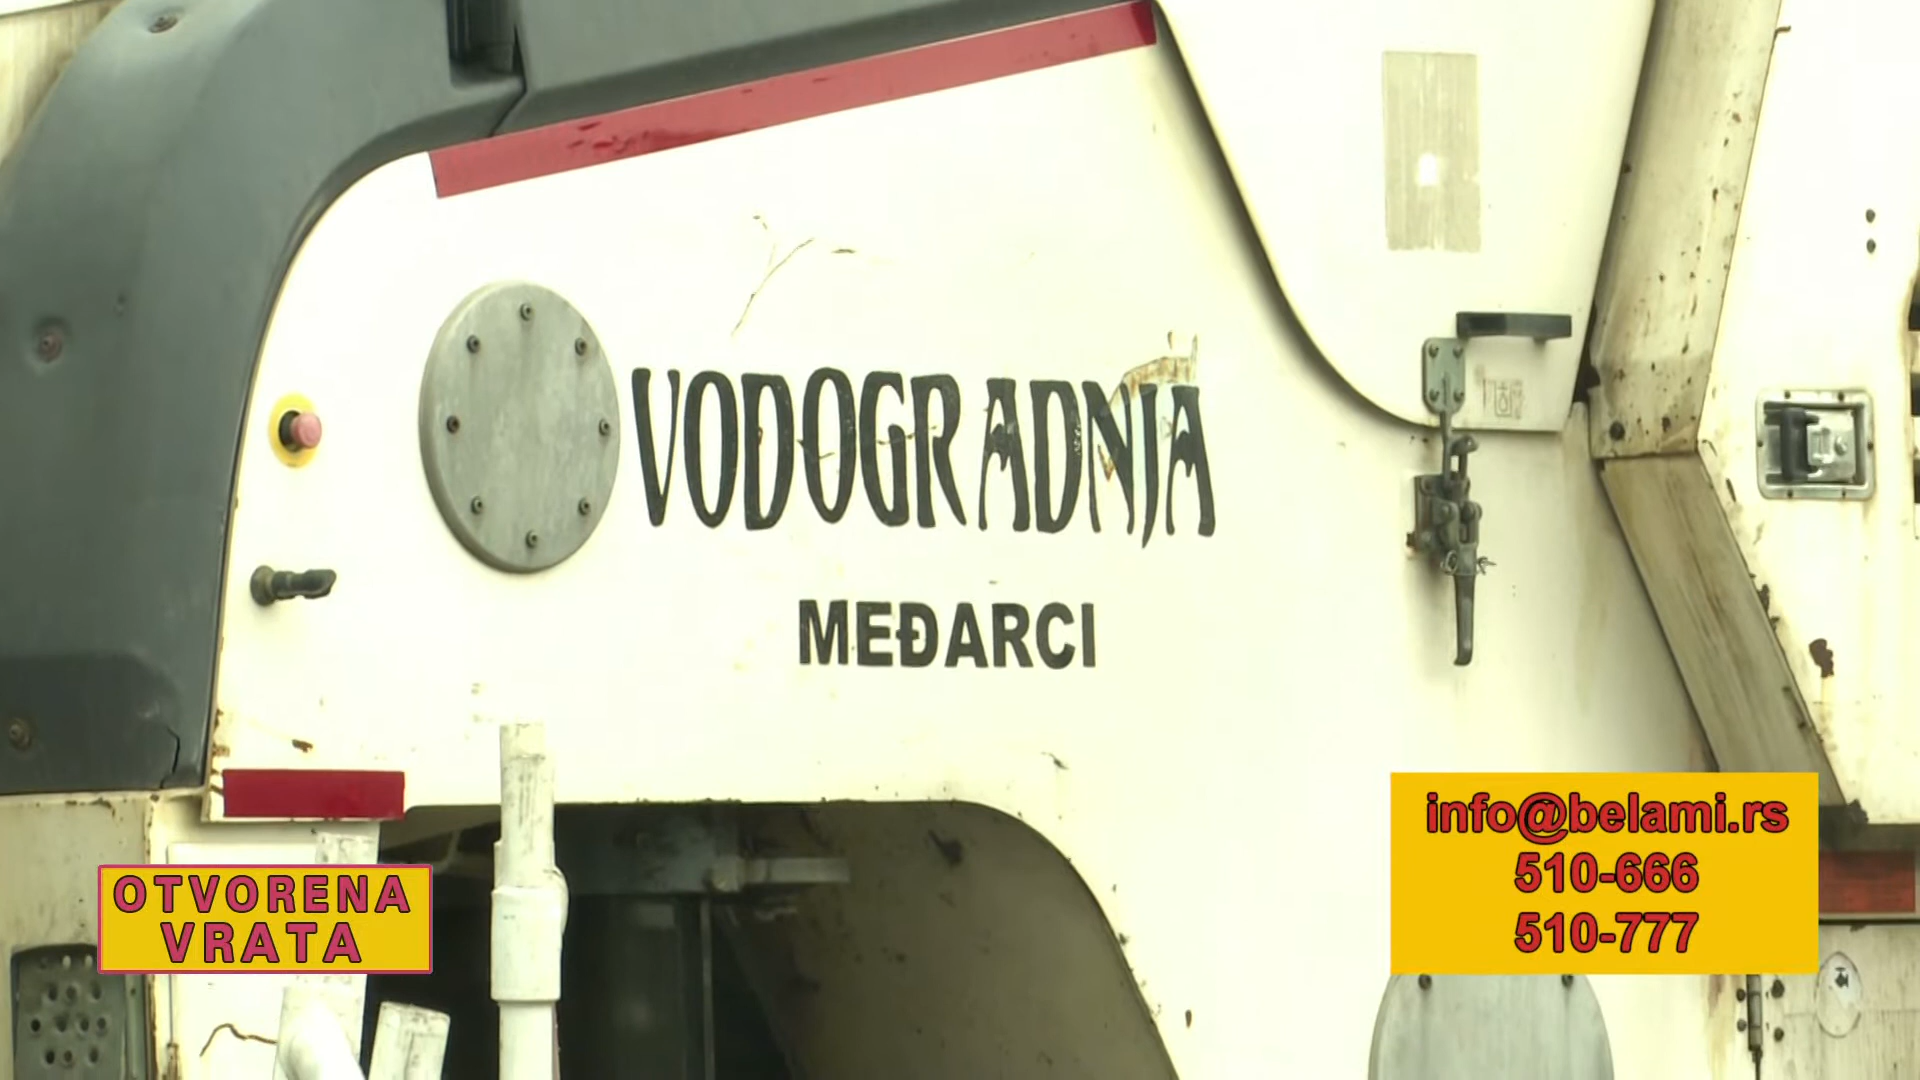 VODOGRADNJA
MEĐARCI
info@belami.rs
510-666
510-777
OTVORENA
VRATA